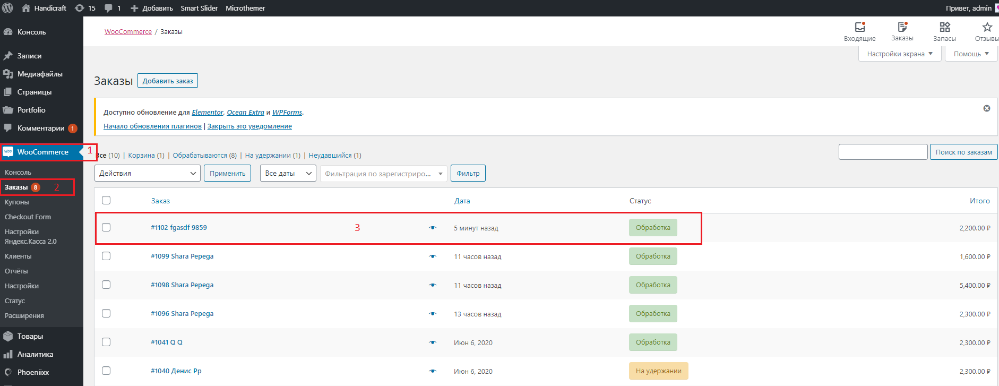 Handicraft 15 1 Добавить Smart Slider Microthemer Привет, admin
Консоль
Записи
Медиафайлы
Страницы
Portfolio
Комментарии 1
WooCommerce 1
Консоль
Заказы 8 2
Купоны
Checkout Form
Настройки
Яндекс.Касса 2.0
Клиенты
Отчёты
Настройки
Статус
Расширения
Товары
Аналитика
Phoeniixx
WooCommerce / Заказы
Входящие Заказы Запасы Отзывы
Настройки экрана Помощь
Заказы Добавить заказ
Доступно обновление для Elementor, Ocean Extra и WPForms.
Начало обновления плагинов | Закрыть это уведомление
Все (10) | Корзина (1) | Обрабатываются (8) | На удержании (1) | Неудавшийся (1)
Поиск по заказам
Действия Применить Все даты Фильтрация по зарегистриро... Фильтр
Заказ Дата Статус Итого
#1102 fgasdf 9859 3 5 минут назад Обработка 2,200.00 ₽
#1099 Shara Pepega 11 часов назад Обработка 1,600.00 ₽
#1098 Shara Pepega 11 часов назад Обработка 5,400.00 ₽
#1096 Shara Pepega 13 часов назад Обработка 2,300.00 ₽
#1041 Q Q Июн 6, 2020 Обработка 2,300.00 ₽
#1040 Денис Рр Июн 6, 2020 На удержании 2,300.00 ₽